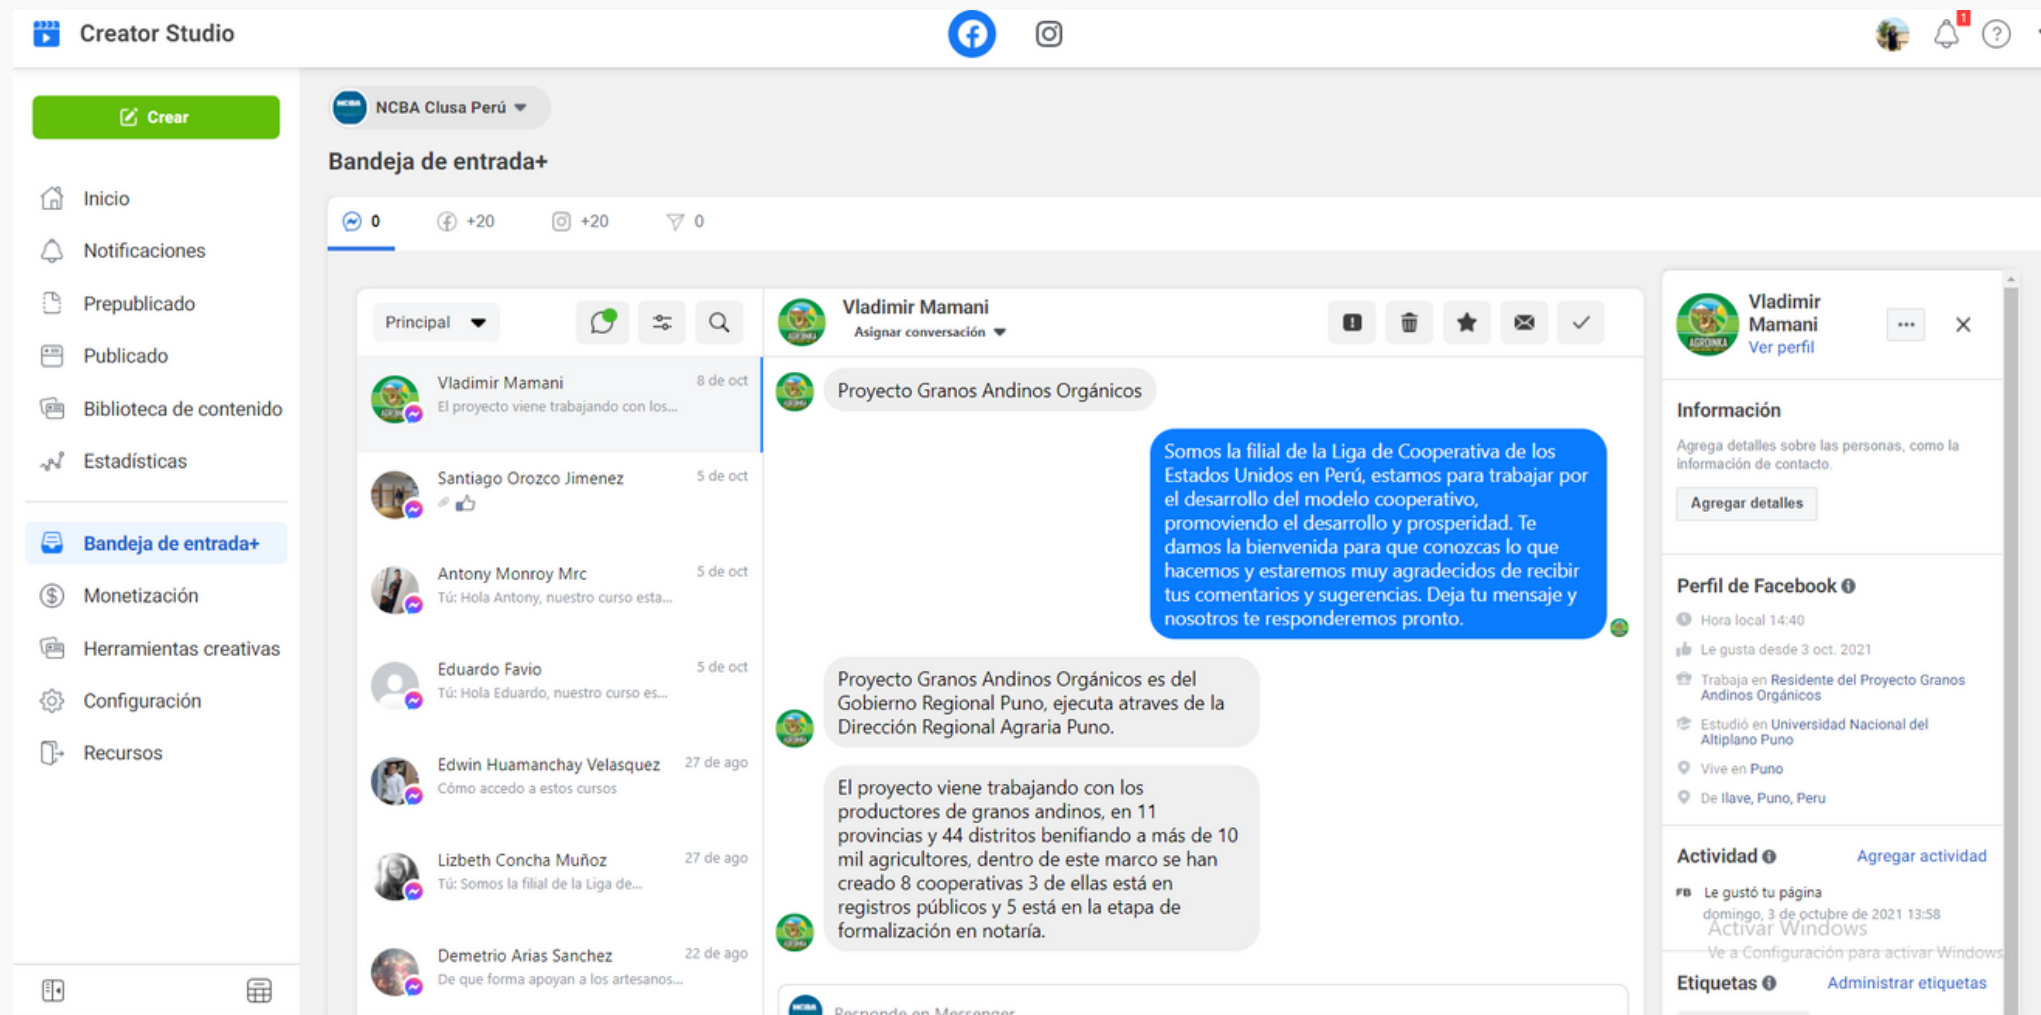 Creator Studio
1
Crear
Inicio
Notificaciones
Prepublicado
Publicado
Biblioteca de contenido
Estadísticas
Bandeja de entrada+
Monetización
Herramientas creativas
Configuración
Recursos
NCBA Clusa Perú
Bandeja de entrada+
0
+20
+20
0
Principal
Vladimir Mamani
8 de oct
El proyecto viene trabajando con los...
Santiago Orozco Jimenez
5 de oct
Antony Monroy Mrc
5 de oct
Tú: Hola Antony, nuestro curso esta...
Eduardo Favio
5 de oct
Tú: Hola Eduardo, nuestro curso es...
Edwin Huamanchay Velasquez
27 de ago
Cómo accedo a estos cursos
Lizbeth Concha Muñoz
27 de ago
Tú: Somos la filial de la Liga de...
Demetrio Arias Sanchez
22 de ago
De que forma apoyan a los artesanos...
Vladimir Mamani
Asignar conversación
Proyecto Granos Andinos Orgánicos
Somos la filial de la Liga de Cooperativa de los
Estados Unidos en Perú, estamos para trabajar por
el desarrollo del modelo cooperativo,
promoviendo el desarrollo y prosperidad. Te
damos la bienvenida para que conozcas lo que
hacemos y estaremos muy agradecidos de recibir
tus comentarios y sugerencias. Deja tu mensaje y
nosotros te responderemos pronto.
Proyecto Granos Andinos Orgánicos es del
Gobierno Regional Puno, ejecuta atraves de la
Dirección Regional Agraria Puno.
El proyecto viene trabajando con los
productores de granos andinos, en 11
provincias y 44 distritos benifiando a más de 10
mil agricultores, dentro de este marco se han
creado 8 cooperativas 3 de ellas está en
registros públicos y 5 está en la etapa de
formalización en notaría.
NCBA
Responde en Messenger
AGROINKA
Vladimir
Mamani
Ver perfil
Información
Agrega detalles sobre las personas, como la
información de contacto.
Agregar detalles
Perfil de Facebook
Hora local 14:40
Le gusta desde 3 oct. 2021
Trabaja en Residente del Proyecto Granos
Andinos Orgánicos
Estudió en Universidad Nacional del
Altiplano Puno
Vive en Puno
De Ilave, Puno, Peru
Actividad
Agregar actividad
FB Le gustó tu página
domingo, 3 de octubre de 2021 13:58
Activar Windows
Ve a Configuración para activar Windows
Etiquetas
Administrar etiquetas